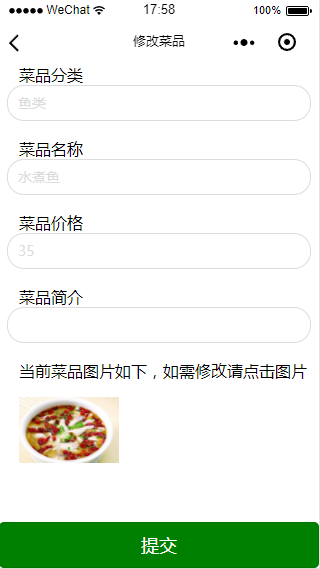 WeChat 17:58 100%
修改菜品
菜品分类
鱼类
菜品名称
水煮鱼
菜品价格
35
菜品简介
当前菜品图片如下，如需修改请点击图片
提交